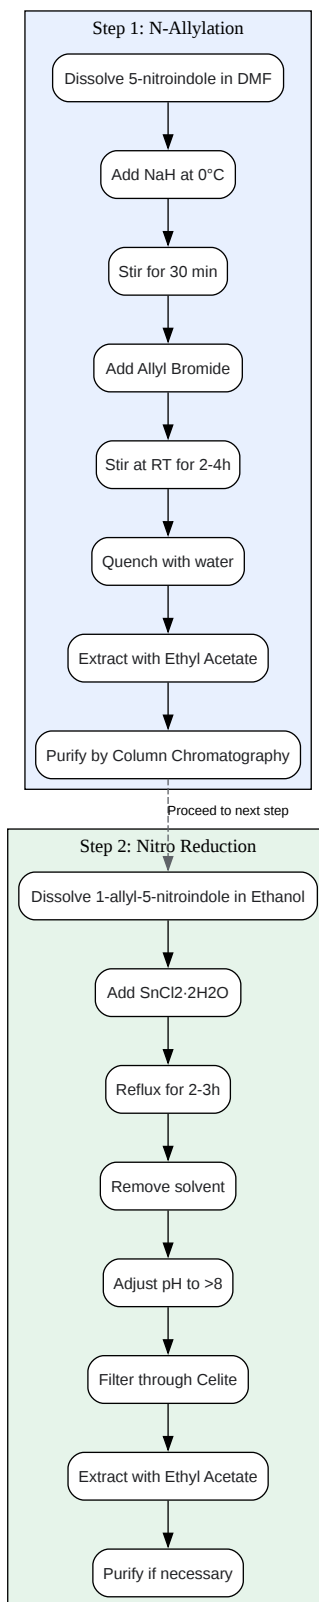 Step 1: N-Allylation
Dissolve 5-nitroindole in DMF
Add NaH at 0°C
Stir for 30 min
Add Allyl Bromide
Stir at RT for 2-4h
Quench with water
Extract with Ethyl Acetate
Purify by Column Chromatography
Proceed to next step
Step 2: Nitro Reduction
Dissolve 1-allyl-5-nitroindole in Ethanol
Add SnCl2·2H2O
Reflux for 2-3h
Remove solvent
Adjust pH to >8
Filter through Celite
Extract with Ethyl Acetate
Purify if necessary